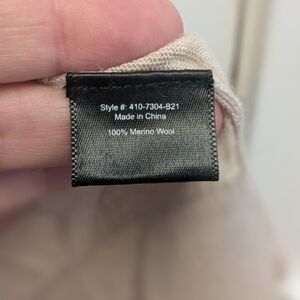 Style #: 410-7304-B21
Made in China
100% Merino Wool